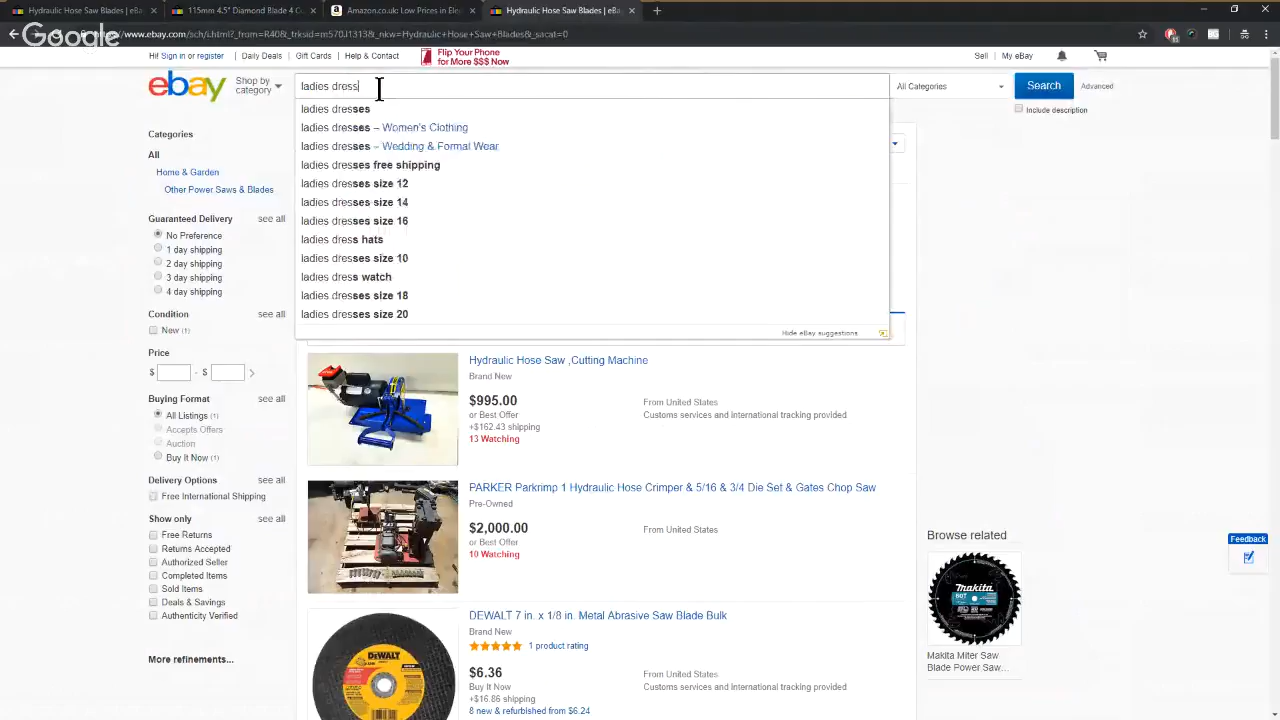 Hydraulic Hose Saw Blades | eBa
115mm 4.5" Diamond Blade 4 C
Amazon.co.uk: Low Prices in Ele
Hydraulic Hose Saw Blades | eB
Google
https://www.ebay.com/sch/i.html?_from=R40&_trksid=m570.l1313&_nkw=Hydraulic+Hose+Saw+Blades&_sacat=0
Hi! Sign in or register
Daily Deals
Gift Cards
Help & Contact
Flip Your Phone
for More $$$ Now
Sell
My eBay
ebay
Shop by
category
ladies dress
All Categories
Search
Advanced
Include description
ladies dresses
ladies dresses – Women's Clothing
ladies dresses – Wedding & Formal Wear
ladies dresses free shipping
ladies dresses size 12
ladies dresses size 14
ladies dresses size 16
ladies dress hats
ladies dresses size 10
ladies dress watch
ladies dresses size 18
ladies dresses size 20
Hide eBay suggestions
Categories
All
Home & Garden
Other Power Saws & Blades
Guaranteed Delivery
see all
No Preference
1 day shipping
2 day shipping
3 day shipping
4 day shipping
Condition
see all
New (1)
Price
$
- $
Buying Format
see all
All Listings (1)
Accepts Offers
Auction
Buy It Now (1)
Delivery Options
see all
Free International Shipping
Show only
see all
Free Returns
Returns Accepted
Authorized Seller
Completed Items
Sold Items
Deals & Savings
Authenticity Verified
More refinements...
Hydraulic Hose Saw ,Cutting Machine
Brand New
$995.00
or Best Offer
+$162.43 shipping
13 Watching
From United States
Customs services and international tracking provided
PARKER Parkrimp 1 Hydraulic Hose Crimper & 5/16 & 3/4 Die Set & Gates Chop Saw
Pre-Owned
$2,000.00
or Best Offer
10 Watching
From United States
DEWALT 7 in. x 1/8 in. Metal Abrasive Saw Blade Bulk
Brand New
1 product rating
$6.36
Buy It Now
+$16.86 shipping
8 new & refurbished from $6.24
From United States
Customs services and international tracking provided
DEWALT
Browse related
Makita
Makita Miter Saw
Blade Power Saw...
Feedback